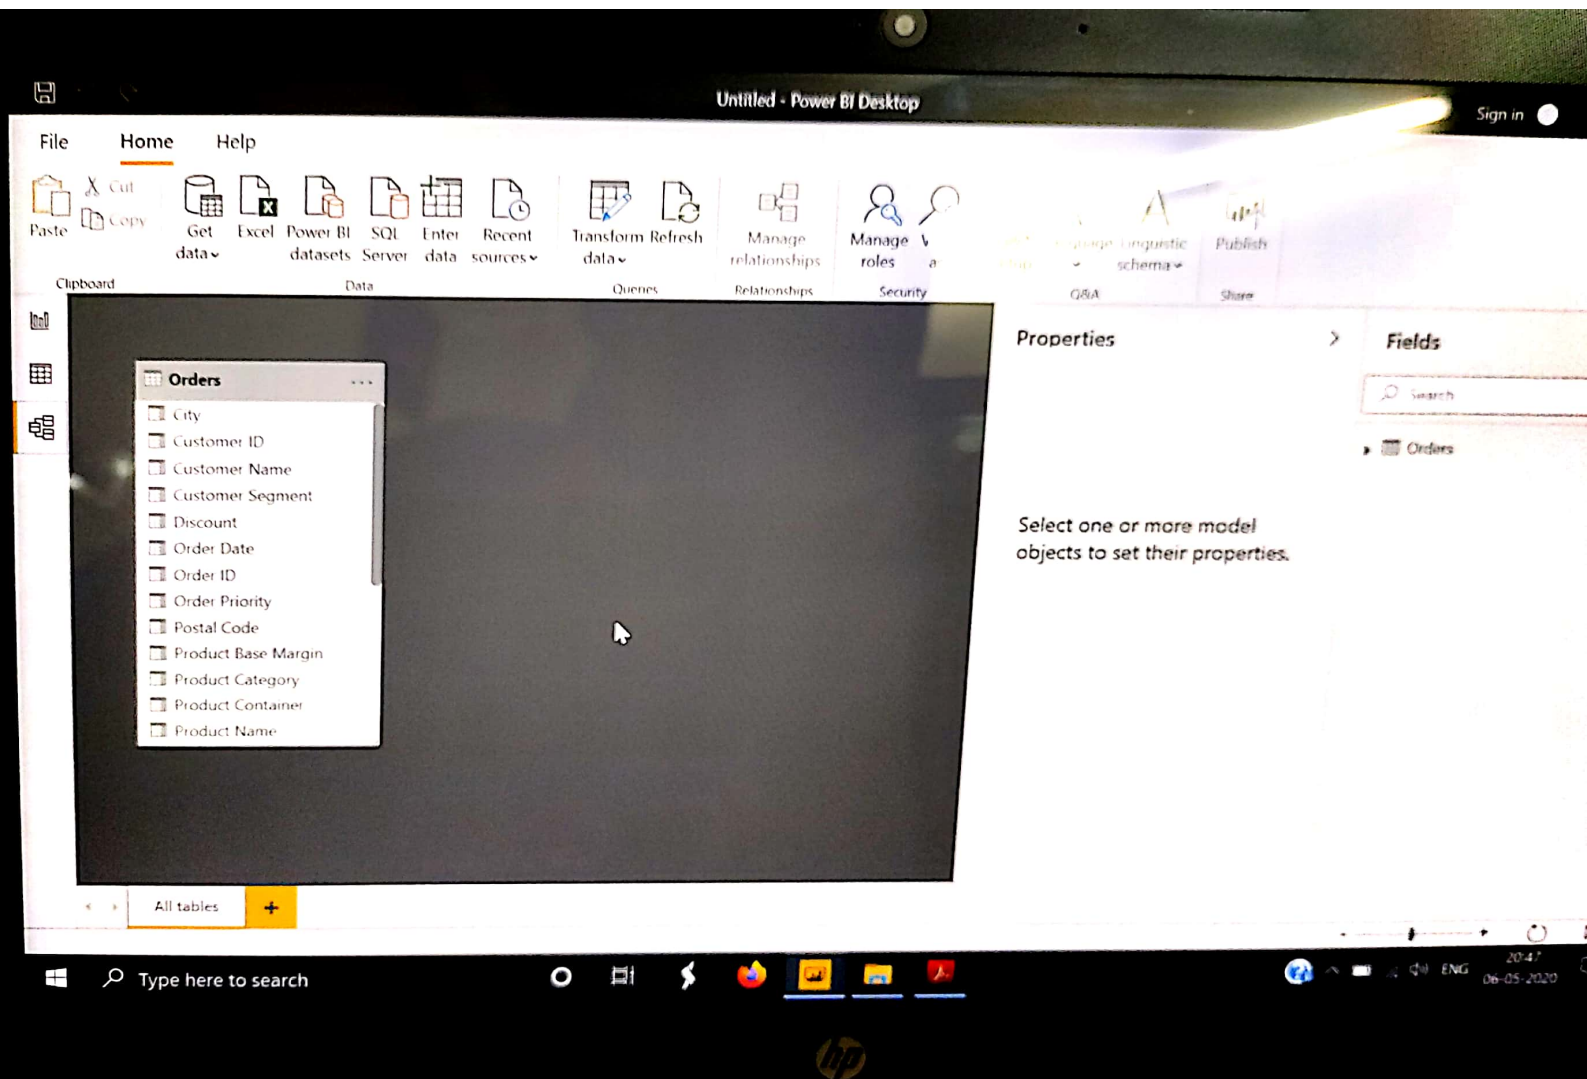 Untitled - Power BI Desktop
Sign in
File Home Help
Paste
Cut
Copy
Clipboard
Get data
Excel
Power BI datasets
SQL Server
Enter data
Recent sources
Data
Transform data
Refresh
Queries
Manage relationships
Relationships
Manage roles
Security
Linguistic schema
Q&A
Publish
Share
Orders
City
Customer ID
Customer Name
Customer Segment
Discount
Order Date
Order ID
Order Priority
Postal Code
Product Base Margin
Product Category
Product Container
Product Name
Properties
Select one or more model
objects to set their properties.
Fields
Search
Orders
All tables
Type here to search
ENG
20:47
06-05-2020
hp